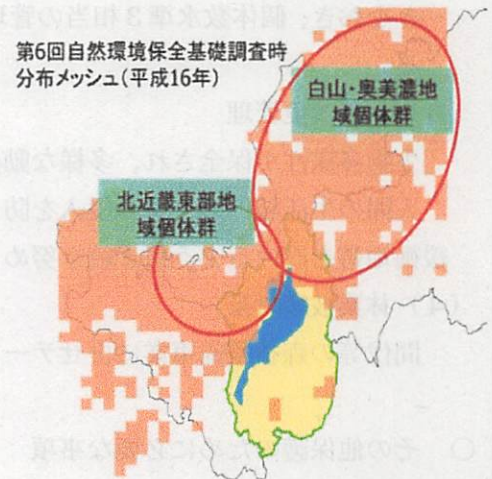 第6回自然環境保全基礎調査時
分布メッシュ(平成16年)
白山・奥美濃地
域個体群
北近畿東部地
域個体群